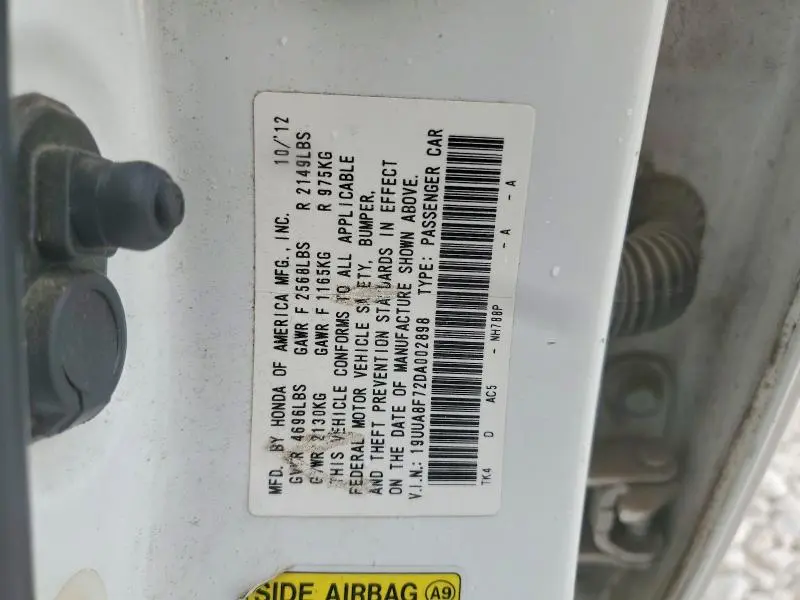 MFD. BY HONDA OF AMERICA MFG., INC. 10/'12
GVWR 4696LBS GAWR F 2568LBS R 2149LBS
GVWR 2130KG GAWR F 1165KG R 975KG
THIS VEHICLE CONFORMS TO ALL APPLICABLE
FEDERAL MOTOR VEHICLE SAFETY, BUMPER,
AND THEFT PREVENTION STANDARDS IN EFFECT
ON THE DATE OF MANUFACTURE SHOWN ABOVE.
V.I.N.: 19UUA8F72DA002898 TYPE: PASSENGER CAR
TK4 D AC5 - NH788P - A - A
SIDE AIRBAG A9